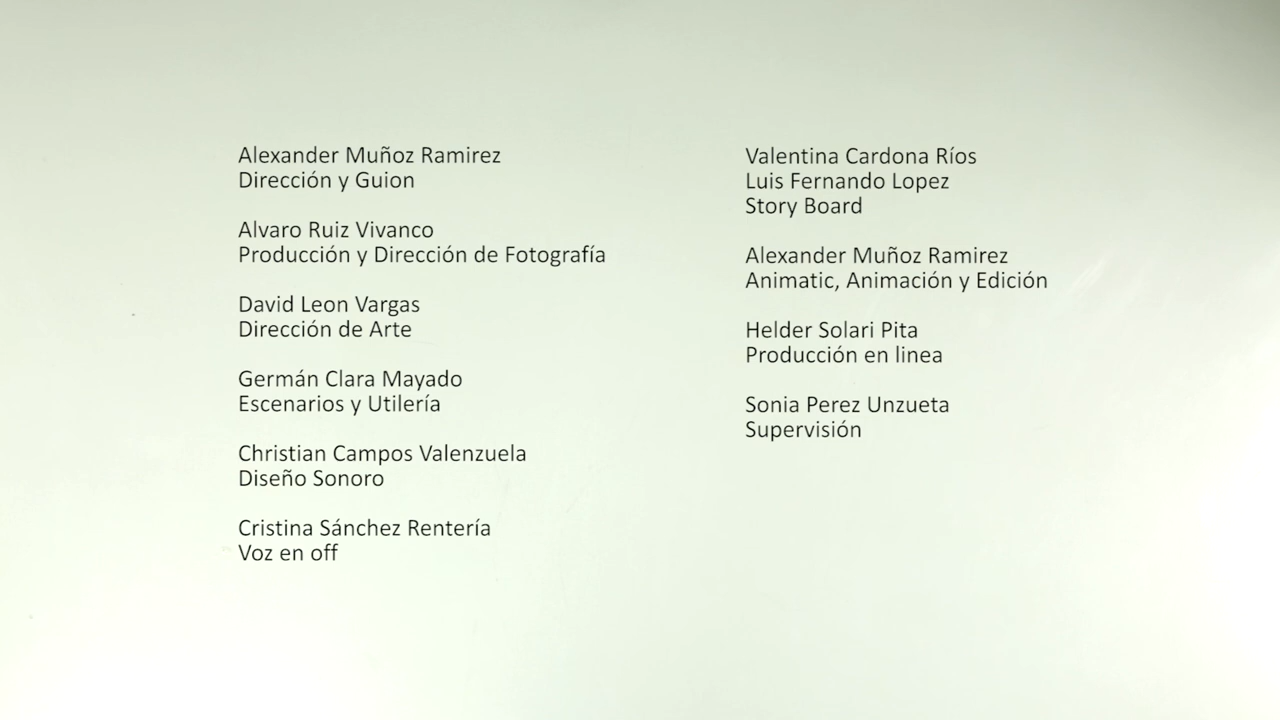 Alexander Muñoz Ramirez
Dirección y Guion
Alvaro Ruiz Vivanco
Producción y Dirección de Fotografía
David Leon Vargas
Dirección de Arte
Germán Clara Mayado
Escenarios y Utilería
Christian Campos Valenzuela
Diseño Sonoro
Cristina Sánchez Rentería
Voz en off
Valentina Cardona Ríos
Luis Fernando Lopez
Story Board
Alexander Muñoz Ramirez
Animatic, Animación y Edición
Helder Solari Pita
Producción en linea
Sonia Perez Unzueta
Supervisión